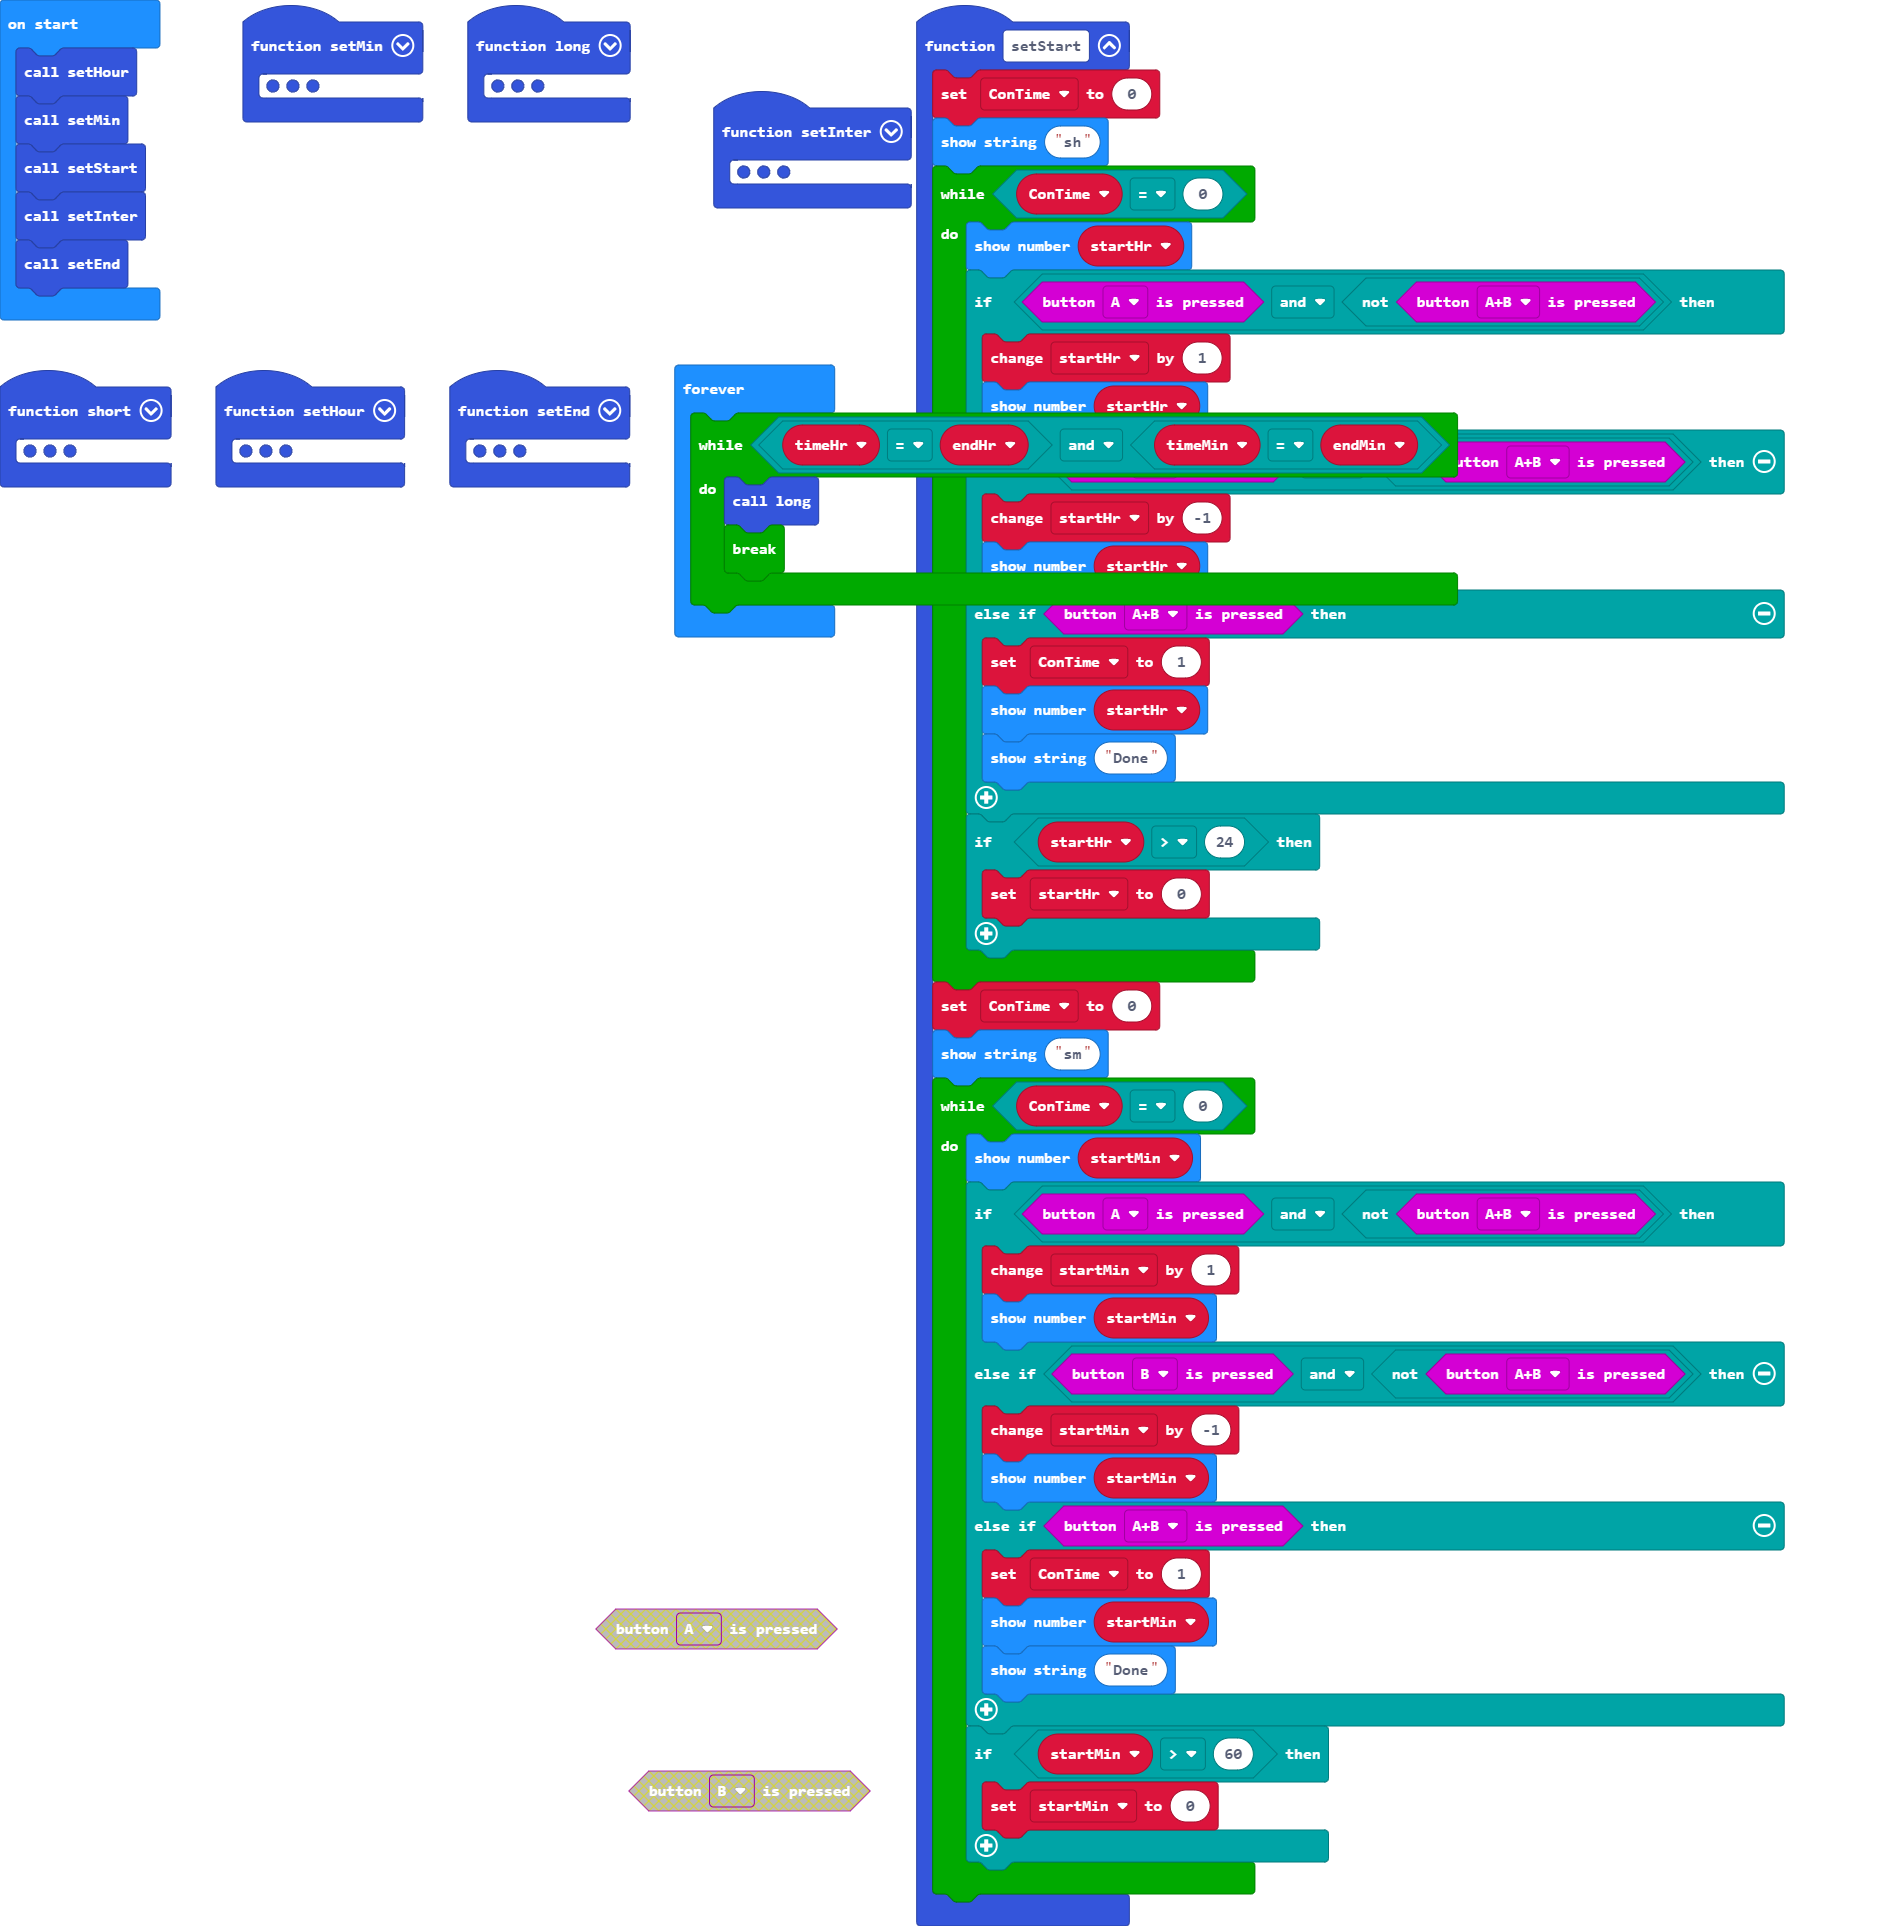 on start
call setHour
call setMin
call setStart
call setInter
call setEnd
function setMin
function long
function setInter
function short
function setHour
function setEnd
forever
while timeHr = endHr and timeMin = endMin
do
call long
break
function setStart
set ConTime to 0
show string "sh"
while ConTime = 0
do
show number startHr
if button A is pressed and not button A+B is pressed then
change startHr by 1
show number startHr
A+B is pressed then
change startHr by -1
show number startHr
else if button A+B is pressed then
set ConTime to 1
show number startHr
show string "Done"
if startHr > 24 then
set startHr to 0
set ConTime to 0
show string "sm"
while ConTime = 0
do
show number startMin
if button A is pressed and not button A+B is pressed then
change startMin by 1
show number startMin
else if button B is pressed and not button A+B is pressed then
change startMin by -1
show number startMin
else if button A+B is pressed then
set ConTime to 1
show number startMin
show string "Done"
if startMin > 60 then
set startMin to 0
button A is pressed
button B is pressed